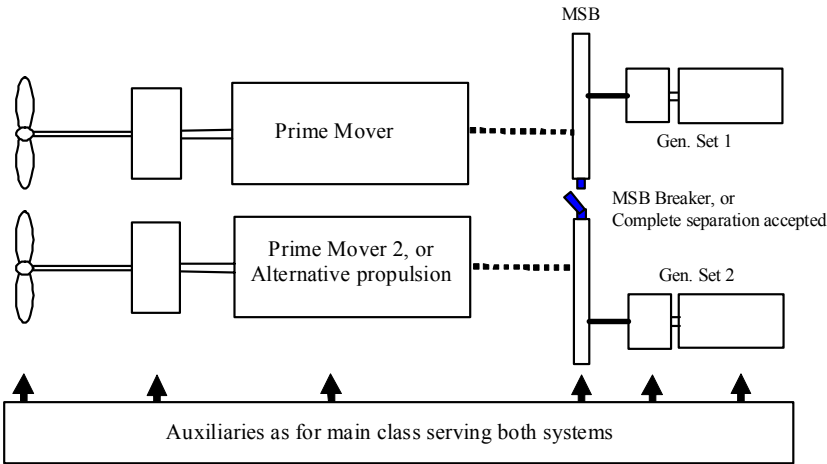 MSB
Prime Mover
Gen. Set 1
MSB Breaker, or
Complete separation accepted
Prime Mover 2, or
Alternative propulsion
Gen. Set 2
Auxiliaries as for main class serving both systems